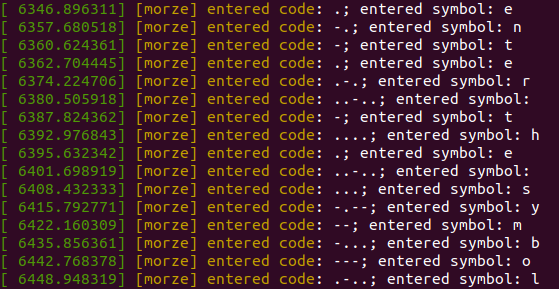 [ 6346.896311] [morze] entered code: .; entered symbol: e
[ 6357.680518] [morze] entered code: -.; entered symbol: n
[ 6360.624361] [morze] entered code: -; entered symbol: t
[ 6362.704445] [morze] entered code: .; entered symbol: e
[ 6374.224706] [morze] entered code: .-.; entered symbol: r
[ 6380.505918] [morze] entered code: ..-..; entered symbol:
[ 6387.824362] [morze] entered code: -; entered symbol: t
[ 6392.976843] [morze] entered code: ....; entered symbol: h
[ 6395.632342] [morze] entered code: .; entered symbol: e
[ 6401.698919] [morze] entered code: ..-..; entered symbol:
[ 6408.432333] [morze] entered code: ...; entered symbol: s
[ 6415.792771] [morze] entered code: -.--; entered symbol: y
[ 6422.160309] [morze] entered code: --; entered symbol: m
[ 6435.856361] [morze] entered code: -...; entered symbol: b
[ 6442.768378] [morze] entered code: ---; entered symbol: o
[ 6448.948319] [morze] entered code: .-..; entered symbol: l